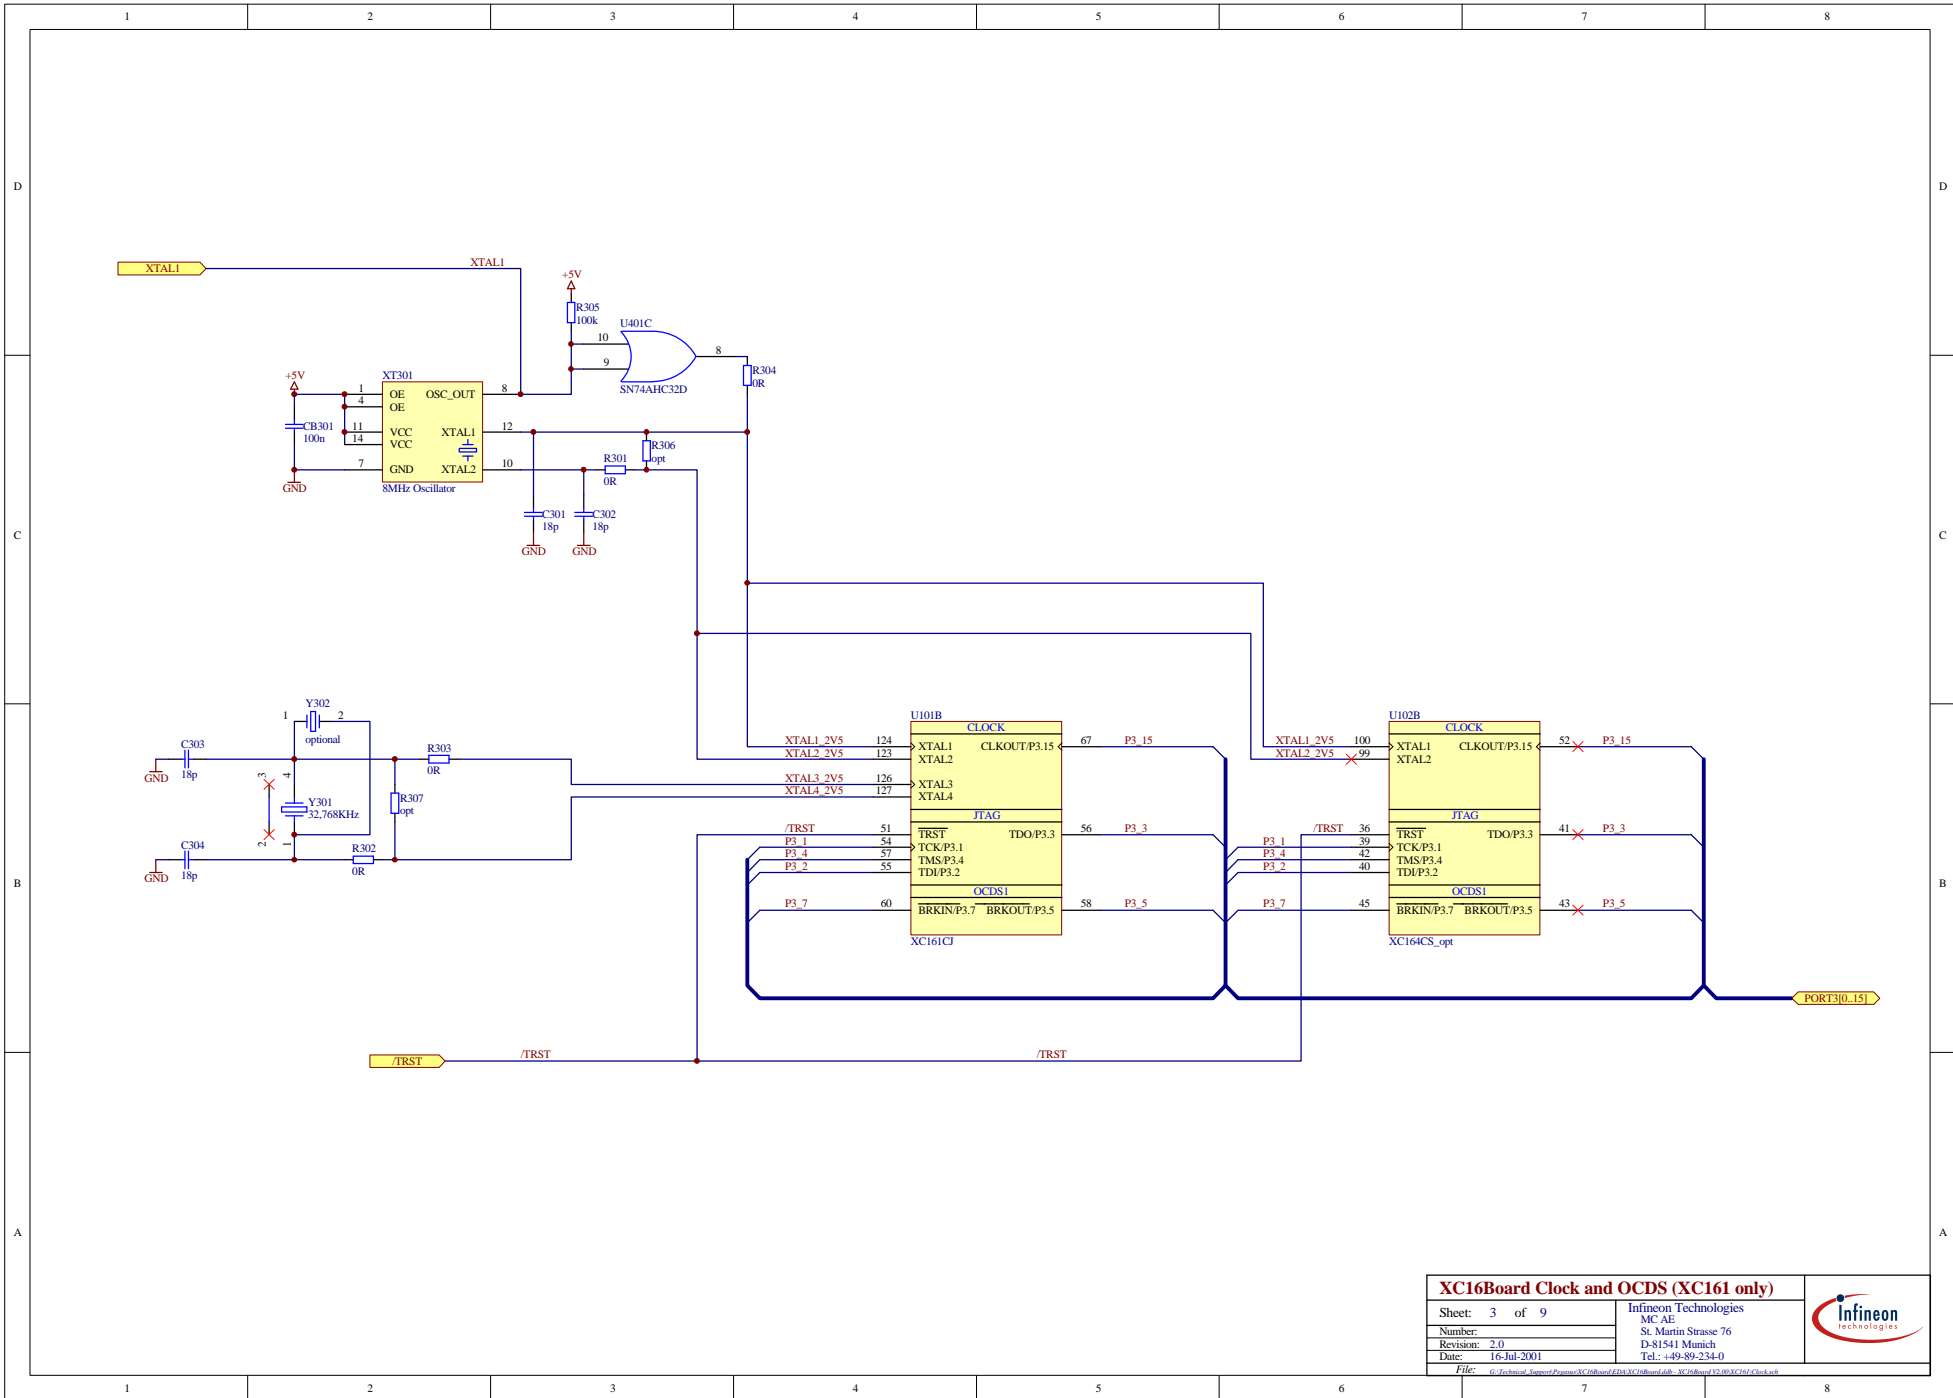 1 2 3 4 5 6 7 8
D D
XTAL1 XTAL1
+5V
R305
100k
U401C
10
9
8
SN74AHC32D
R304
0R
+5V
XT301
1 OE OSC_OUT 8
4 OE
11 VCC XTAL1 12
14 VCC
7 GND XTAL2 10
8MHz Oscillator
CB301
100n
GND
R306
opt
R301
0R
C301
18p
C302
18p
GND GND
C C
Y302
1 2
optional
C303
18p
GND
3
4
Y301
32,768KHz
2
1
R303
0R
R307
opt
C304
18p
GND
R302
0R
U101B
CLOCK
XTAL1_2V5 124 XTAL1 CLKOUT/P3.15 67 P3_15
XTAL2_2V5 123 XTAL2
XTAL3_2V5 126 XTAL3
XTAL4_2V5 127 XTAL4
JTAG
/TRST 51 TRST TDO/P3.3 56 P3_3
P3_1 54 TCK/P3.1
P3_4 57 TMS/P3.4
P3_2 55 TDI/P3.2
OCDS1
P3_7 60 BRKIN/P3.7 BRKOUT/P3.5 58 P3_5
XC161CJ
U102B
CLOCK
XTAL1_2V5 100 XTAL1 CLKOUT/P3.15 52 P3_15
XTAL2_2V5 99 XTAL2
JTAG
/TRST 36 TRST TDO/P3.3 41 P3_3
P3_1 39 TCK/P3.1
P3_4 42 TMS/P3.4
P3_2 40 TDI/P3.2
OCDS1
P3_7 45 BRKIN/P3.7 BRKOUT/P3.5 43 P3_5
XC164CS_opt
B B
PORT3[0..15]
/TRST /TRST /TRST
A A
XC16Board Clock and OCDS (XC161 only)
Sheet: 3 of 9
Number:
Revision: 2.0
Date: 16-Jul-2001
Infineon Technologies
MC AE
St. Martin Strasse 76
D-81541 Munich
Tel.: +49-89-234-0
File: G:\Technical_Support\Pegasus\XC16Board\EDA\XC16Board.ddb - XC16Board V2.00\XC161\Clock.sch
Infineon
technologies
1 2 3 4 5 6 7 8